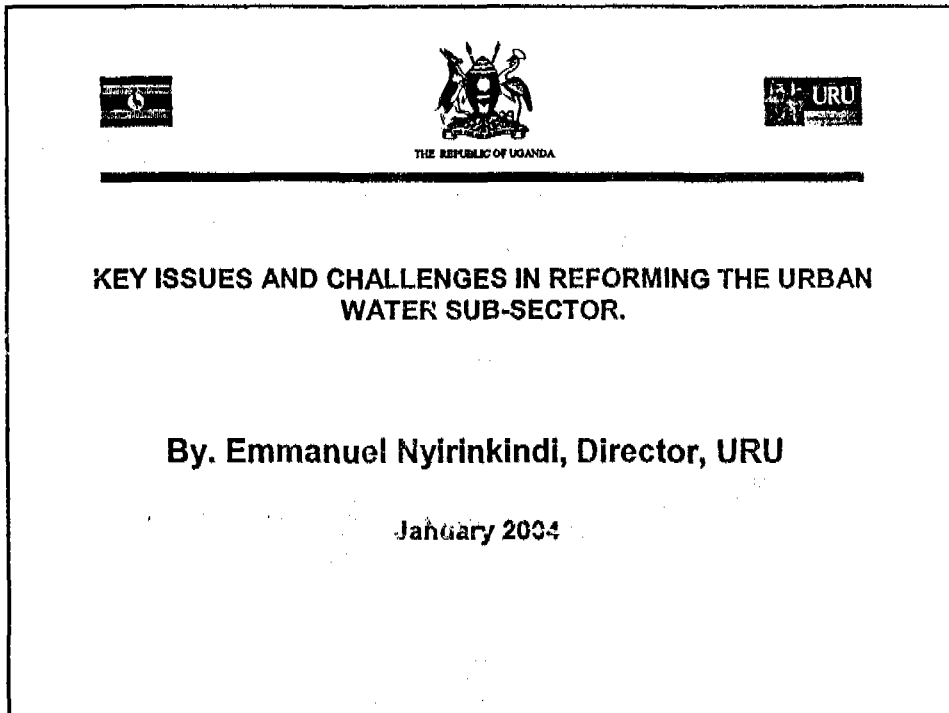 URU
THE REPUBLIC OF UGANDA
KEY ISSUES AND CHALLENGES IN REFORMING THE URBAN
WATER SUB-SECTOR.
By. Emmanuel Nyirinkindi, Director, URU
January 2004